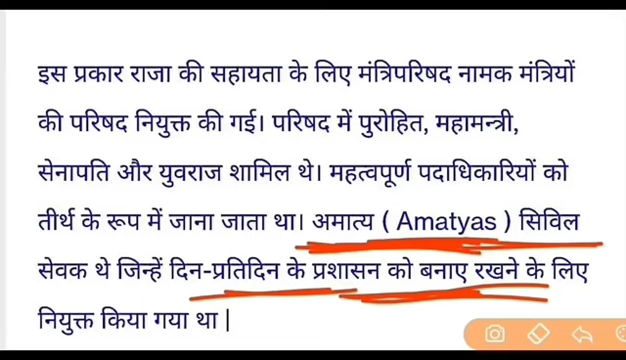 इस प्रकार राजा की सहायता के लिए मंत्रिपरिषद नामक मंत्रियों
की परिषद नियुक्त की गई। परिषद में पुरोहित, महामन्त्री,
सेनापति और युवराज शामिल थे। महत्वपूर्ण पदाधिकारियों को
तीर्थ के रूप में जाना जाता था। अमात्य ( Amatyas ) सिविल
सेवक थे जिन्हें दिन-प्रतिदिन के प्रशासन को बनाए रखने के लिए
नियुक्त किया गया था |